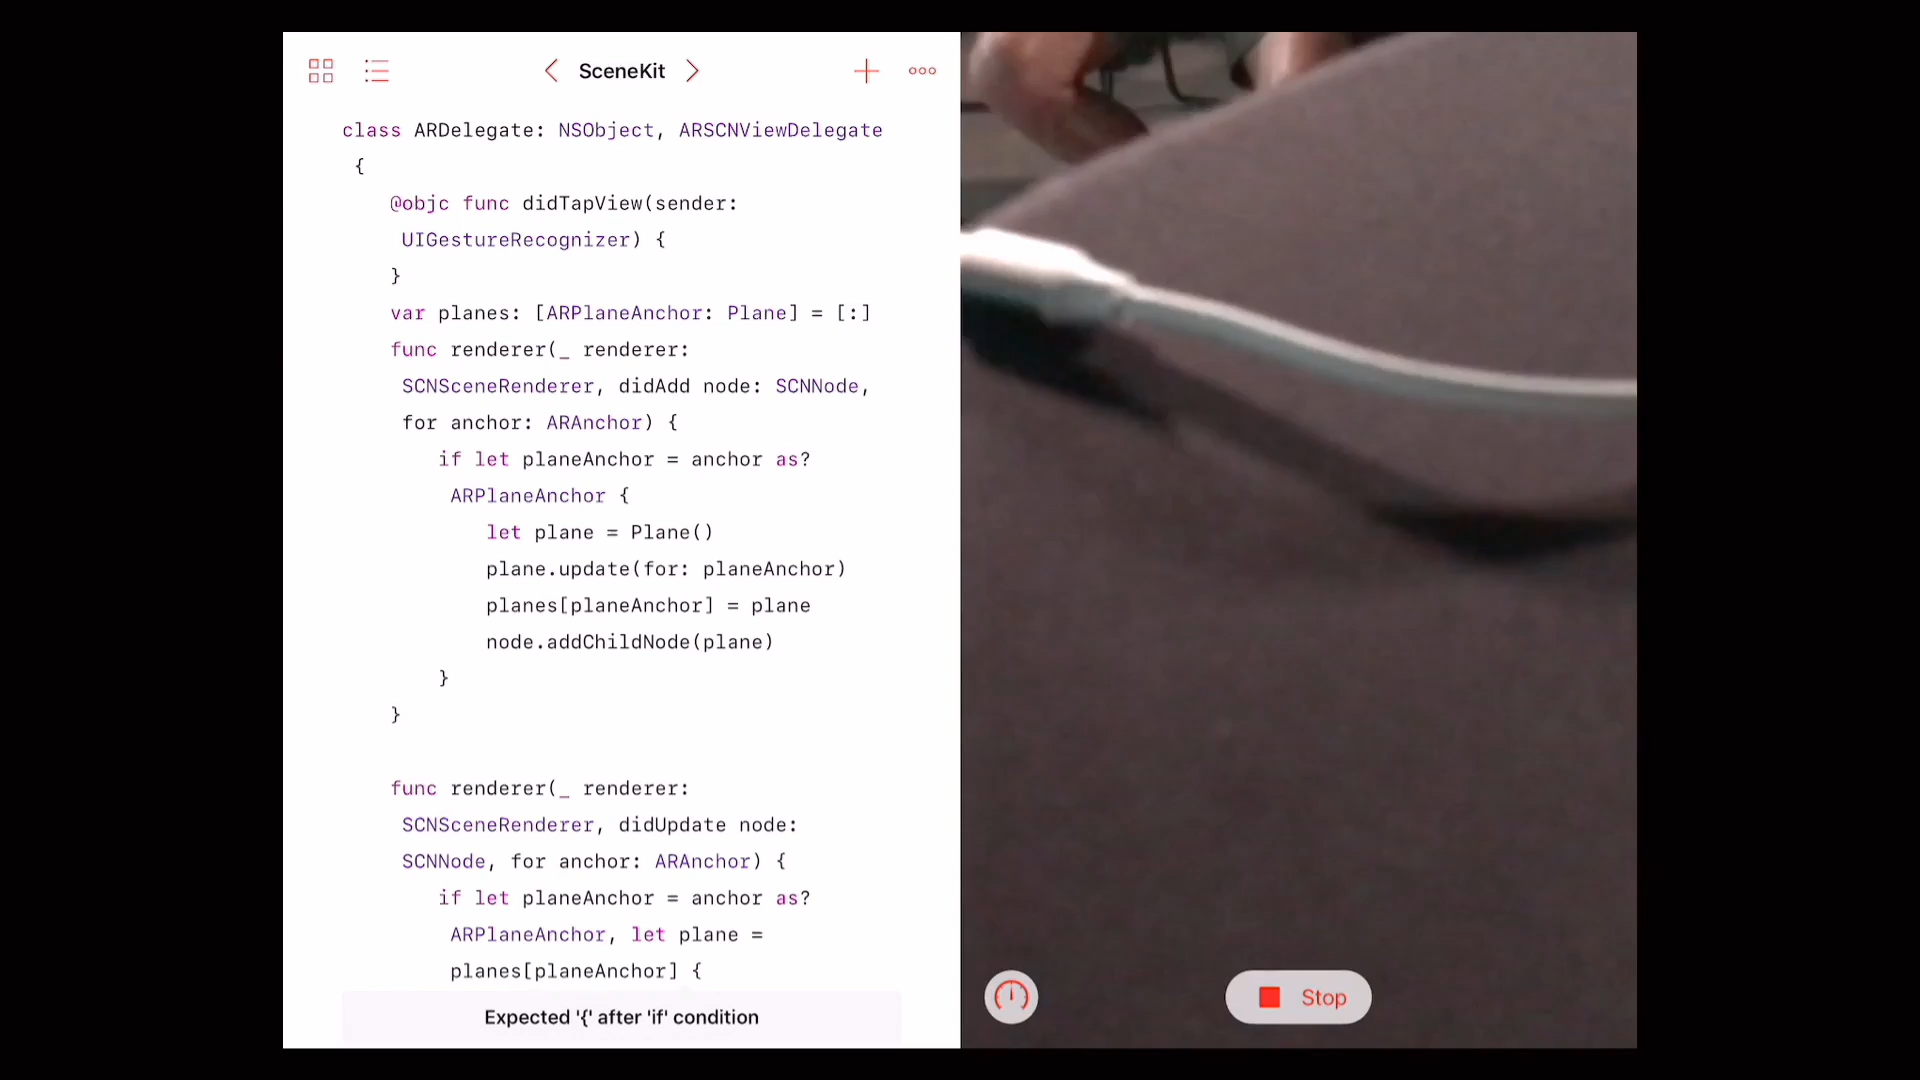 SceneKit
class ARDelegate: NSObject, ARSCNViewDelegate
{
@objc func didTapView(sender:
UIGestureRecognizer) {
}
var planes: [ARPlaneAnchor: Plane] = [:]
func renderer(_ renderer:
SCNSceneRenderer, didAdd node: SCNNode,
for anchor: ARAnchor) {
if let planeAnchor = anchor as?
ARPlaneAnchor {
let plane = Plane()
plane.update(for: planeAnchor)
planes[planeAnchor] = plane
node.addChildNode(plane)
}
}
func renderer(_ renderer:
SCNSceneRenderer, didUpdate node:
SCNNode, for anchor: ARAnchor) {
if let planeAnchor = anchor as?
ARPlaneAnchor, let plane =
planes[planeAnchor] {
Expected '{' after 'if' condition
Stop